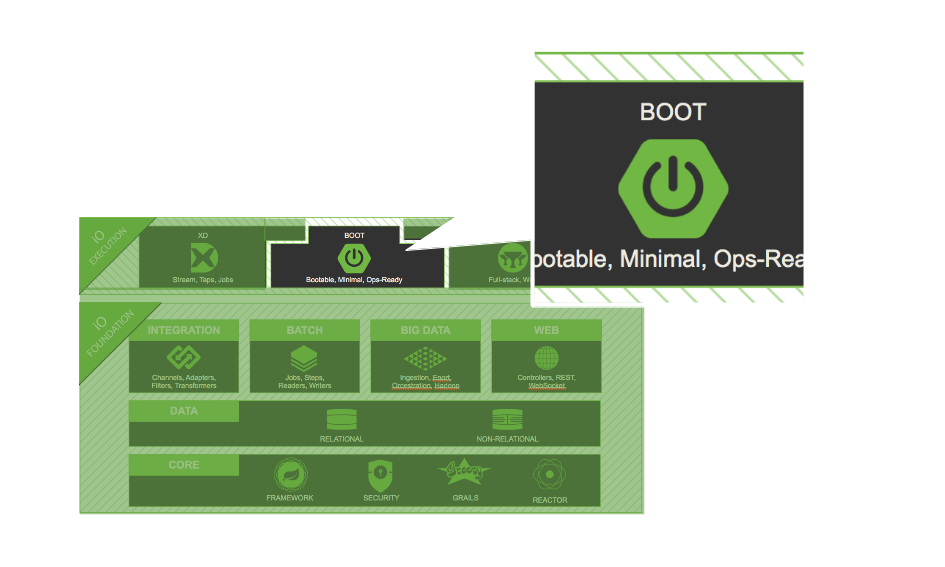 BOOT
ootable, Minimal, Ops-Rea
iO
EXECUTION
XD
Stream, Taps, Jobs
BOOT
Bootable, Minimal, Ops-Ready
Full-stack, W
iO
FOUNDATION
INTEGRATION
Channels, Adapters,
Filters, Transformers
BATCH
Jobs, Steps,
Readers, Writers
BIG DATA
Ingestion, Export,
Orcestration, Hadoop
WEB
Controllers, REST,
WebSocket
DATA
RELATIONAL
NON-RELATIONAL
CORE
FRAMEWORK
SECURITY
Groovy
GRAILS
REACTOR